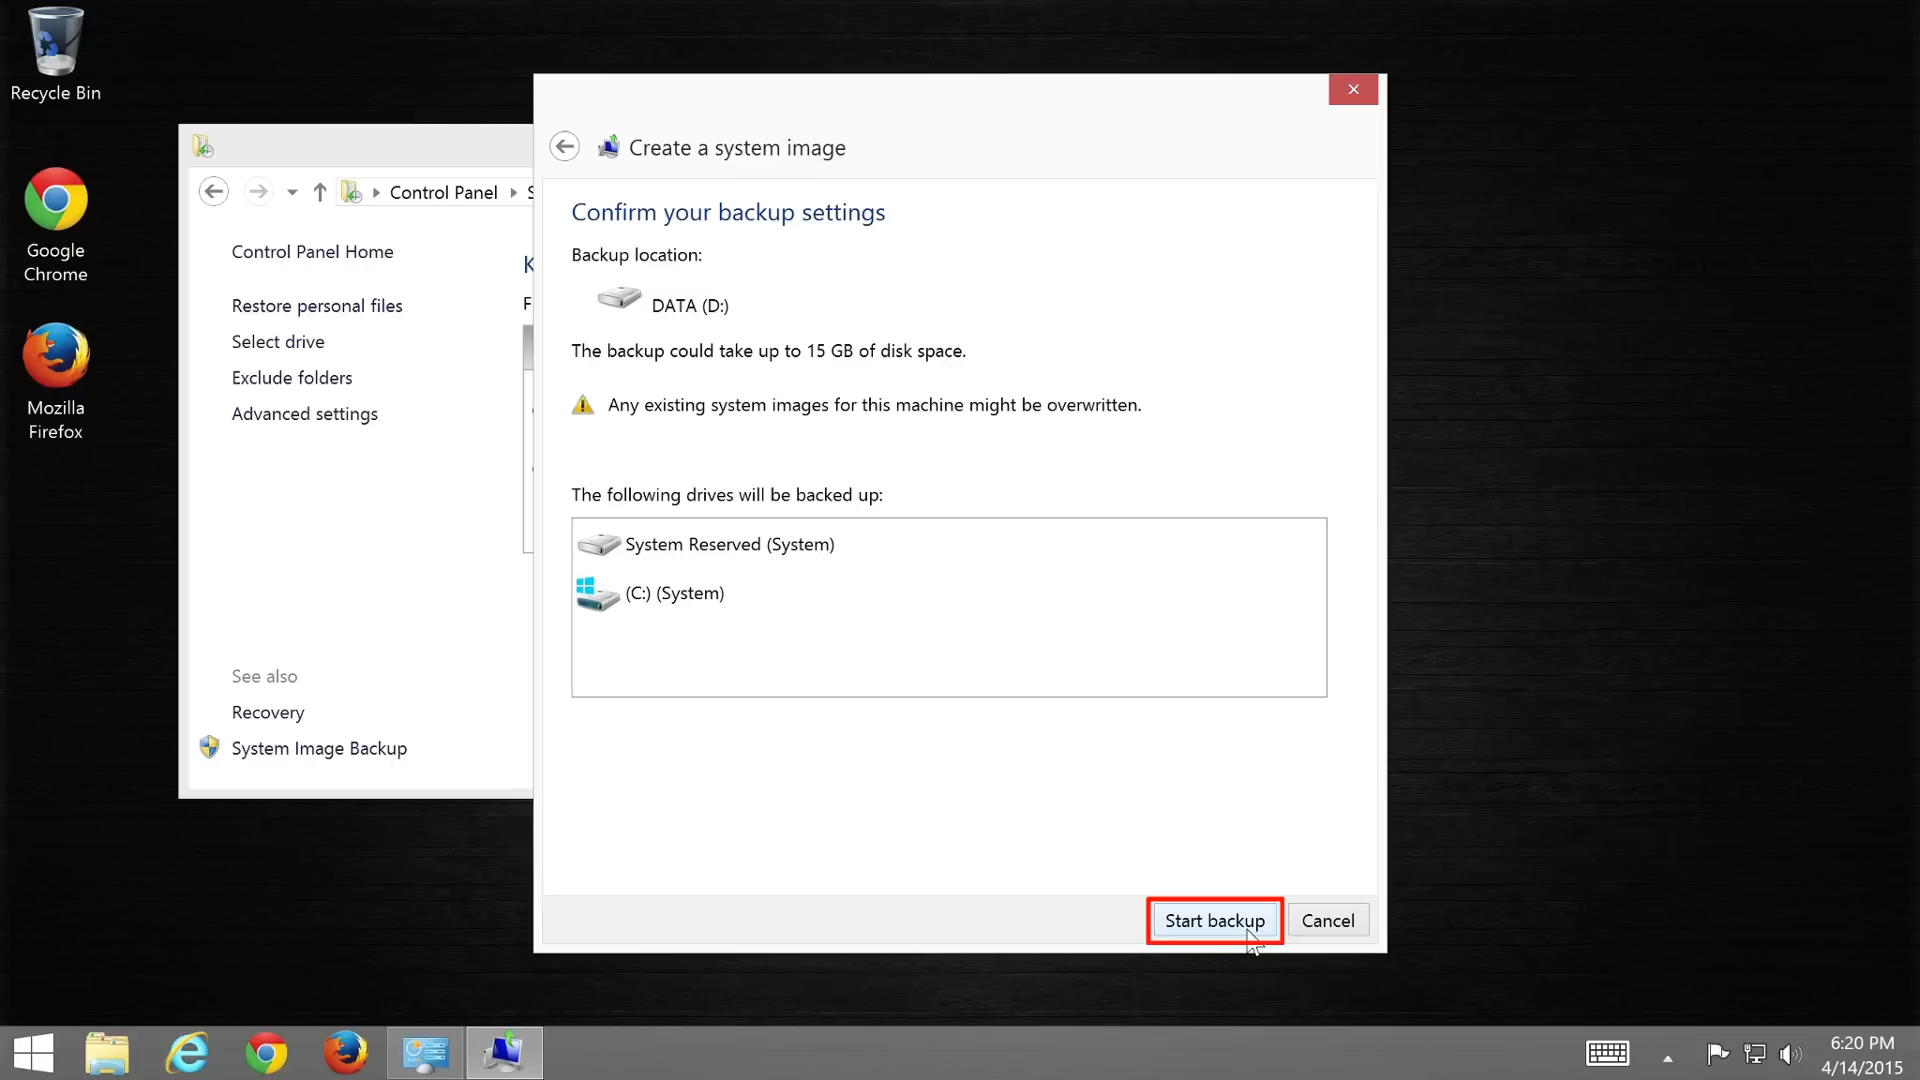 Recycle Bin
Google
Chrome
Mozilla
Firefox
Control Panel
S
Control Panel Home
Restore personal files
Select drive
Exclude folders
Advanced settings
K
F
See also
Recovery
System Image Backup
Create a system image
Confirm your backup settings
Backup location:
DATA (D:)
The backup could take up to 15 GB of disk space.
Any existing system images for this machine might be overwritten.
The following drives will be backed up:
System Reserved (System)
(C:) (System)
Start backup
Cancel
6:20 PM
4/14/2015